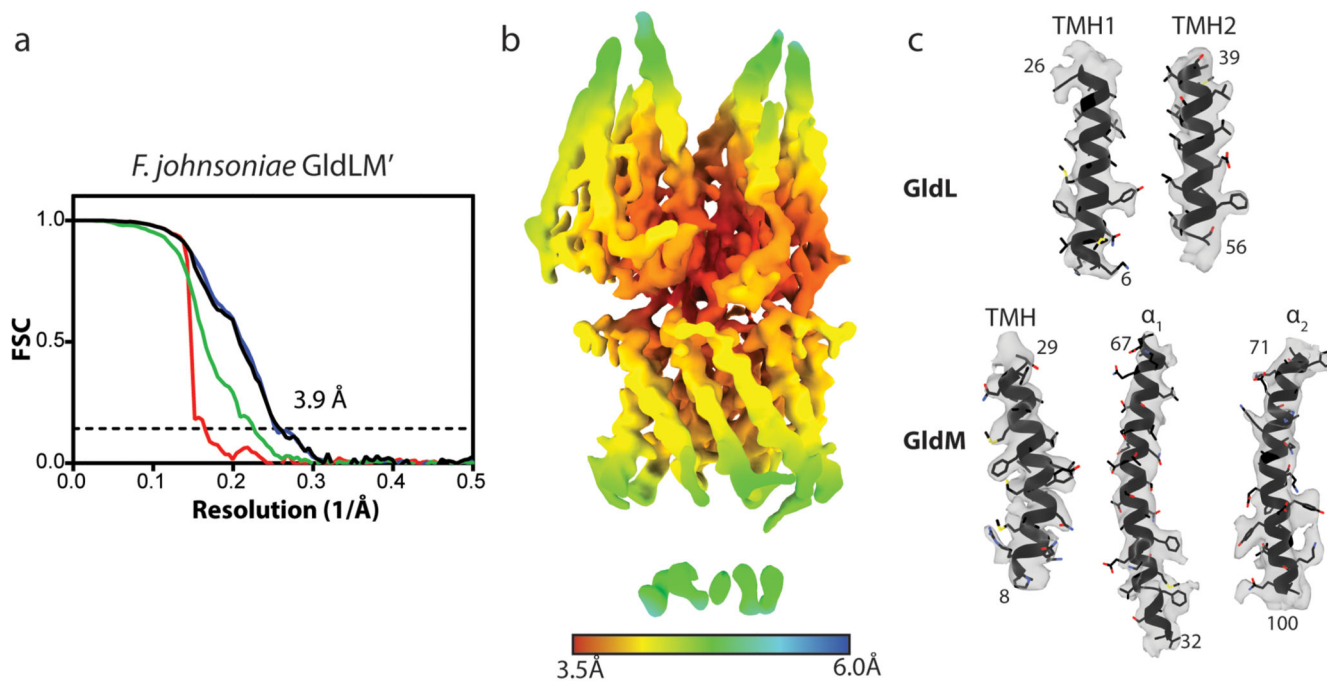 a
F. johnsoniae GldLM'
FSC
1.0
0.5
0.0
3.9 Å
0.0 0.1 0.2 0.3 0.4 0.5
Resolution (1/Å)
b
3.5Å 6.0Å
c
TMH1 TMH2
26 39
GldL
6 56
TMH α1 α2
29 67 71
GldM
8 32 100